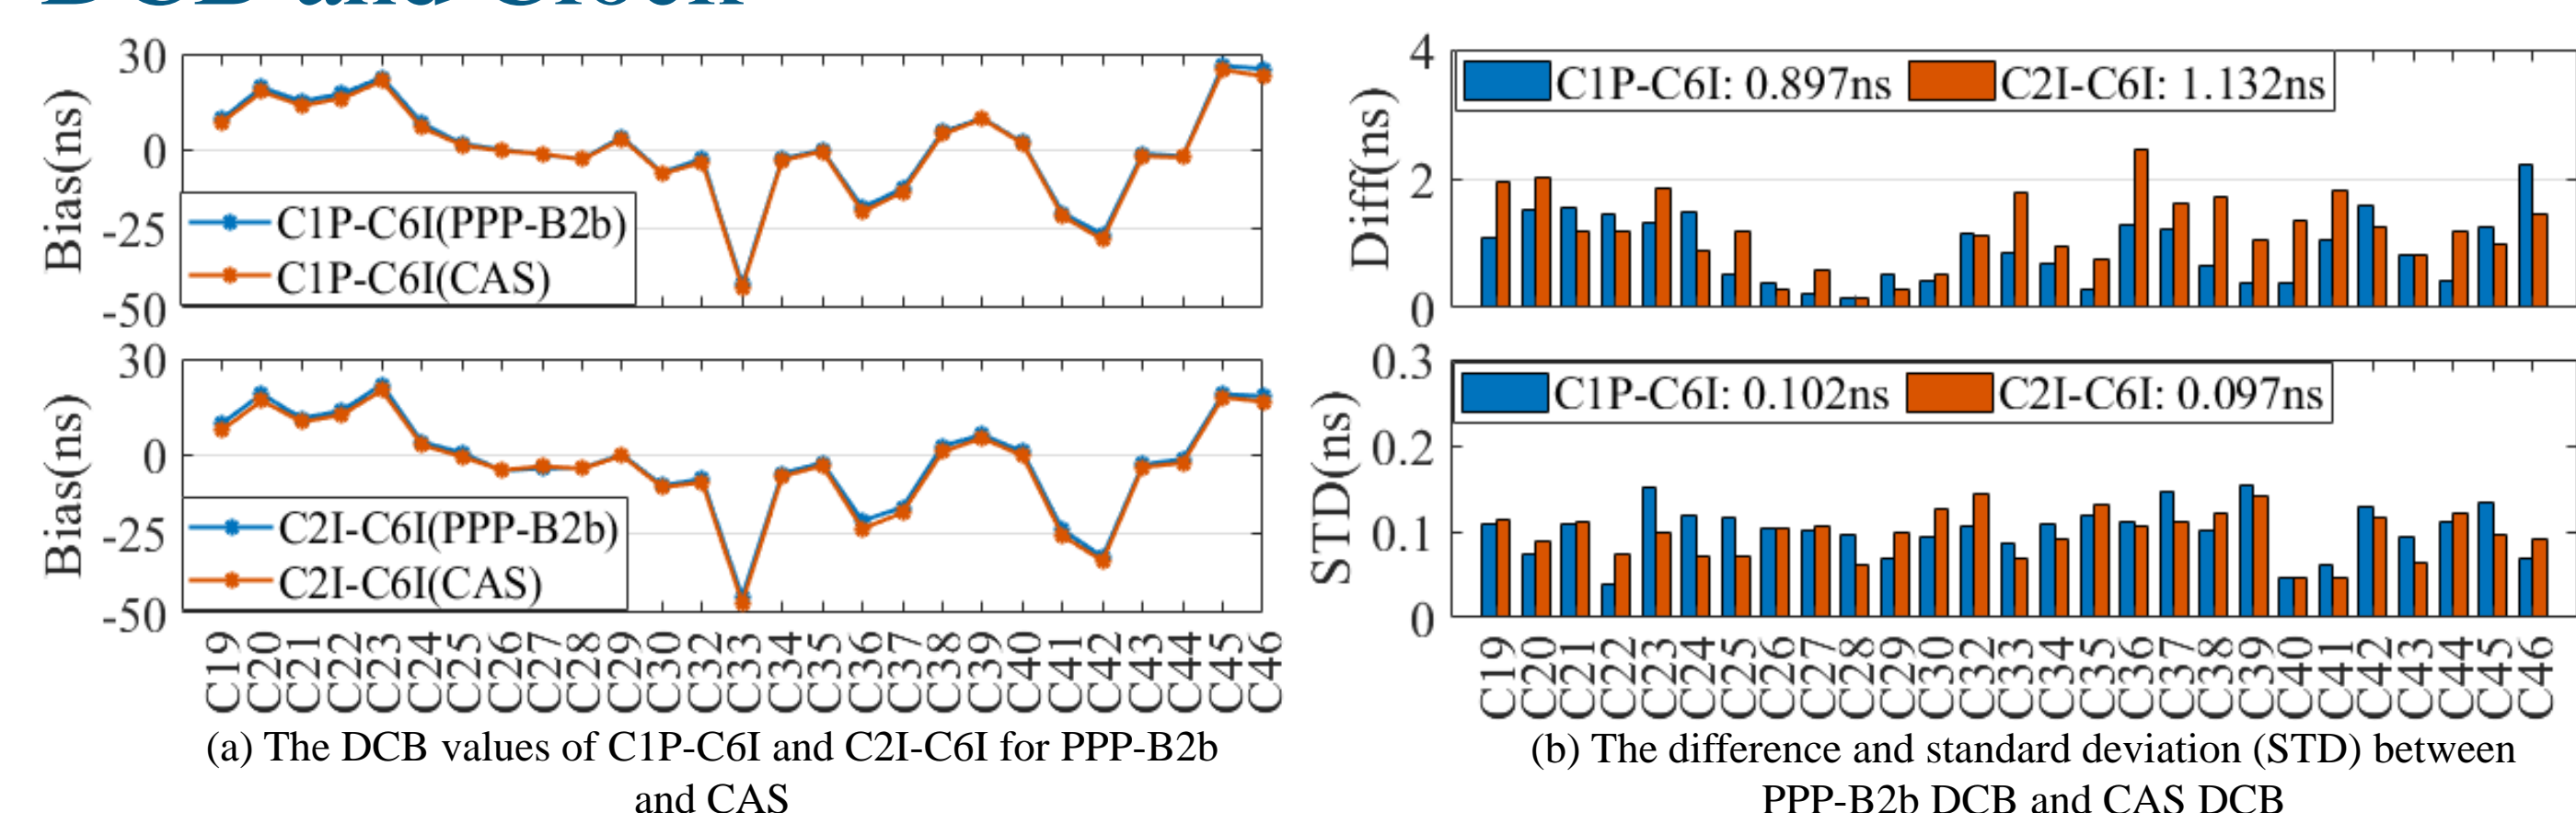 DCB and Clock
30
0
-25
-50
Bias(ns)
C1P-C6I(PPP-B2b)
C1P-C6I(CAS)
30
0
-25
-50
Bias(ns)
C2I-C6I(PPP-B2b)
C2I-C6I(CAS)
C19 C20 C21 C22 C23 C24 C25 C26 C27 C28 C29 C30 C32 C33 C34 C35 C36 C37 C38 C39 C40 C41 C42 C43 C44 C45 C46
(a) The DCB values of C1P-C6I and C2I-C6I for PPP-B2b
and CAS
4
2
0
Diff(ns)
C1P-C6I: 0.897ns C2I-C6I: 1.132ns
0.3
0.2
0.1
0
STD(ns)
C1P-C6I: 0.102ns C2I-C6I: 0.097ns
C19 C20 C21 C22 C23 C24 C25 C26 C27 C28 C29 C30 C32 C33 C34 C35 C36 C37 C38 C39 C40 C41 C42 C43 C44 C45 C46
(b) The difference and standard deviation (STD) between
PPP-B2b DCB and CAS DCB